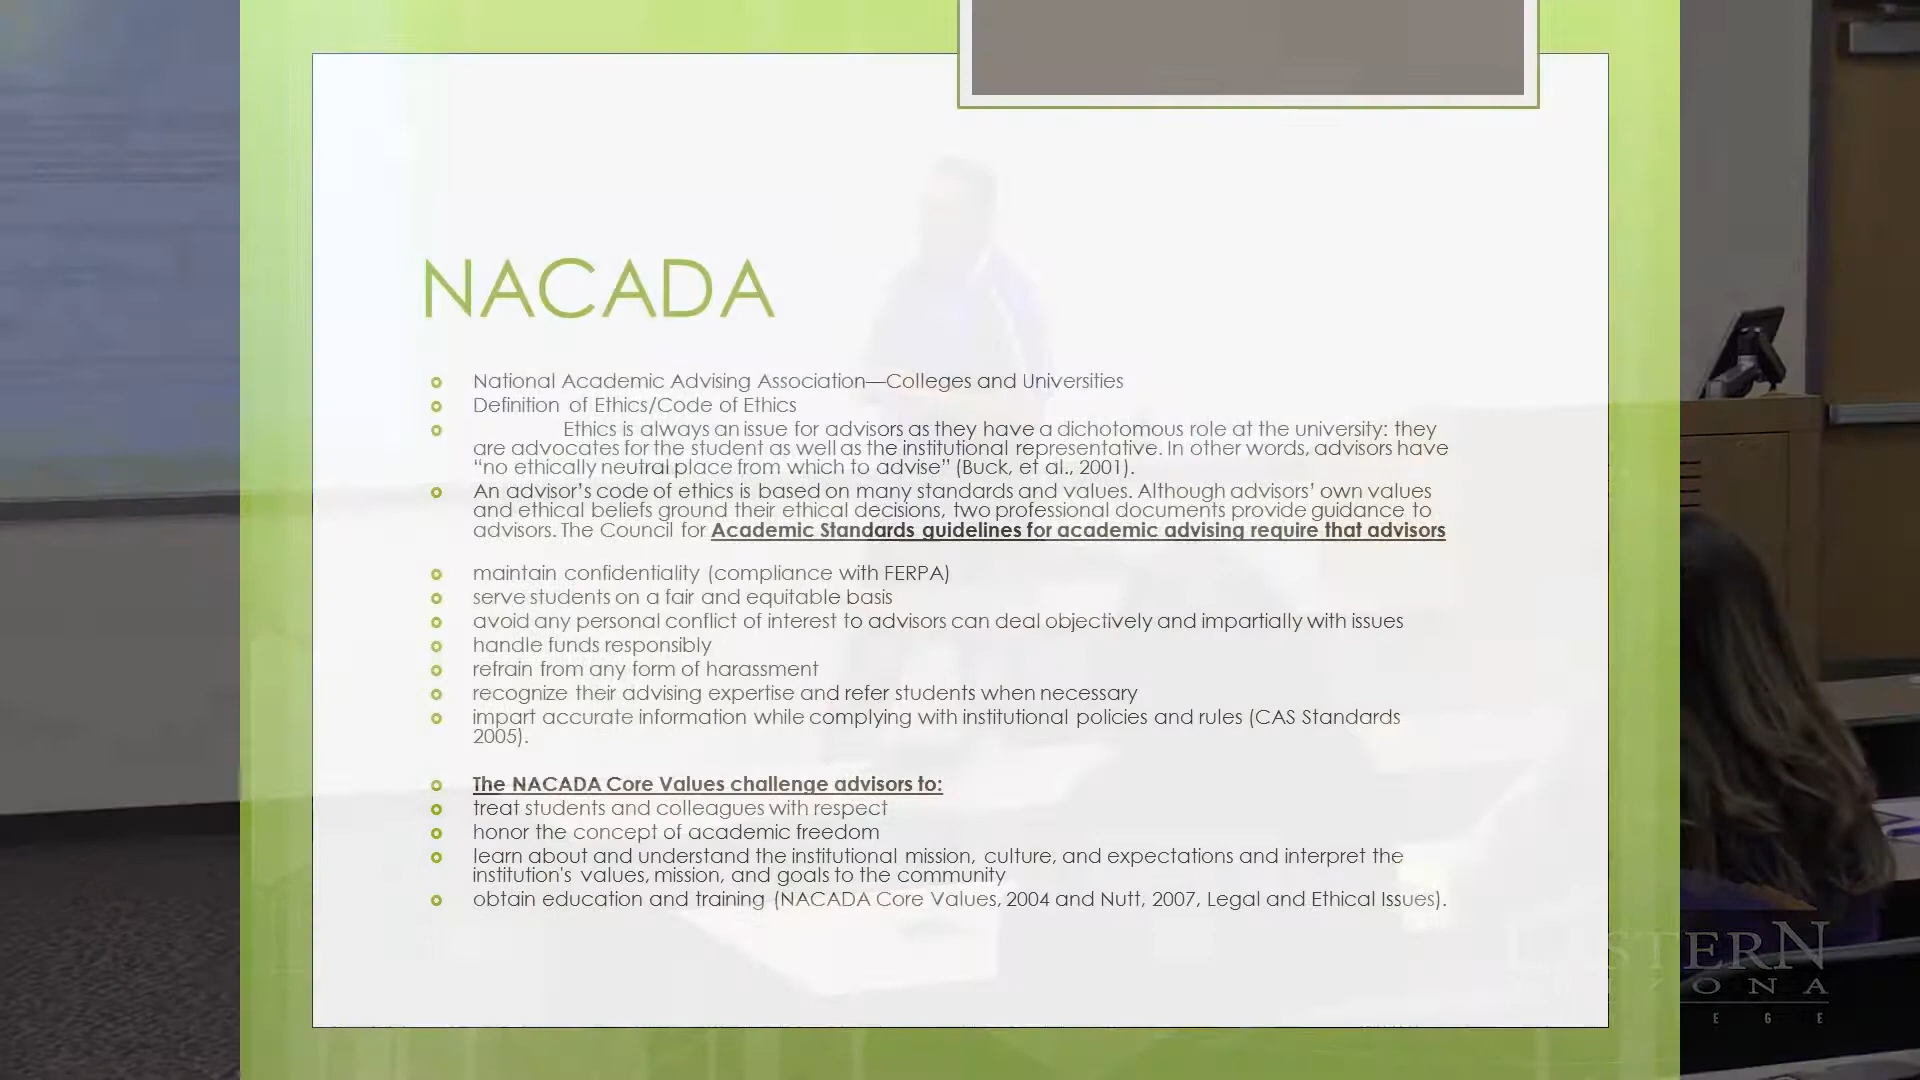 NACADA
National Academic Advising Association—Colleges and Universities
Definition of Ethics/Code of Ethics
Ethics is always an issue for advisors as they have a dichotomous role at the university: they
are advocates for the student as well as the institutional representative. In other words, advisors have
“no ethically neutral place from which to advise” (Buck, et al., 2001).
An advisor’s code of ethics is based on many standards and values. Although advisors’ own values
and ethical beliefs ground their ethical decisions, two professional documents provide guidance to
advisors. The Council for Academic Standards guidelines for academic advising require that advisors
maintain confidentiality (compliance with FERPA)
serve students on a fair and equitable basis
avoid any personal conflict of interest to advisors can deal objectively and impartially with issues
handle funds responsibly
refrain from any form of harassment
recognize their advising expertise and refer students when necessary
impart accurate information while complying with institutional policies and rules (CAS Standards
2005).
The NACADA Core Values challenge advisors to:
treat students and colleagues with respect
honor the concept of academic freedom
learn about and understand the institutional mission, culture, and expectations and interpret the
institution's values, mission, and goals to the community
obtain education and training (NACADA Core Values, 2004 and Nutt, 2007, Legal and Ethical Issues).